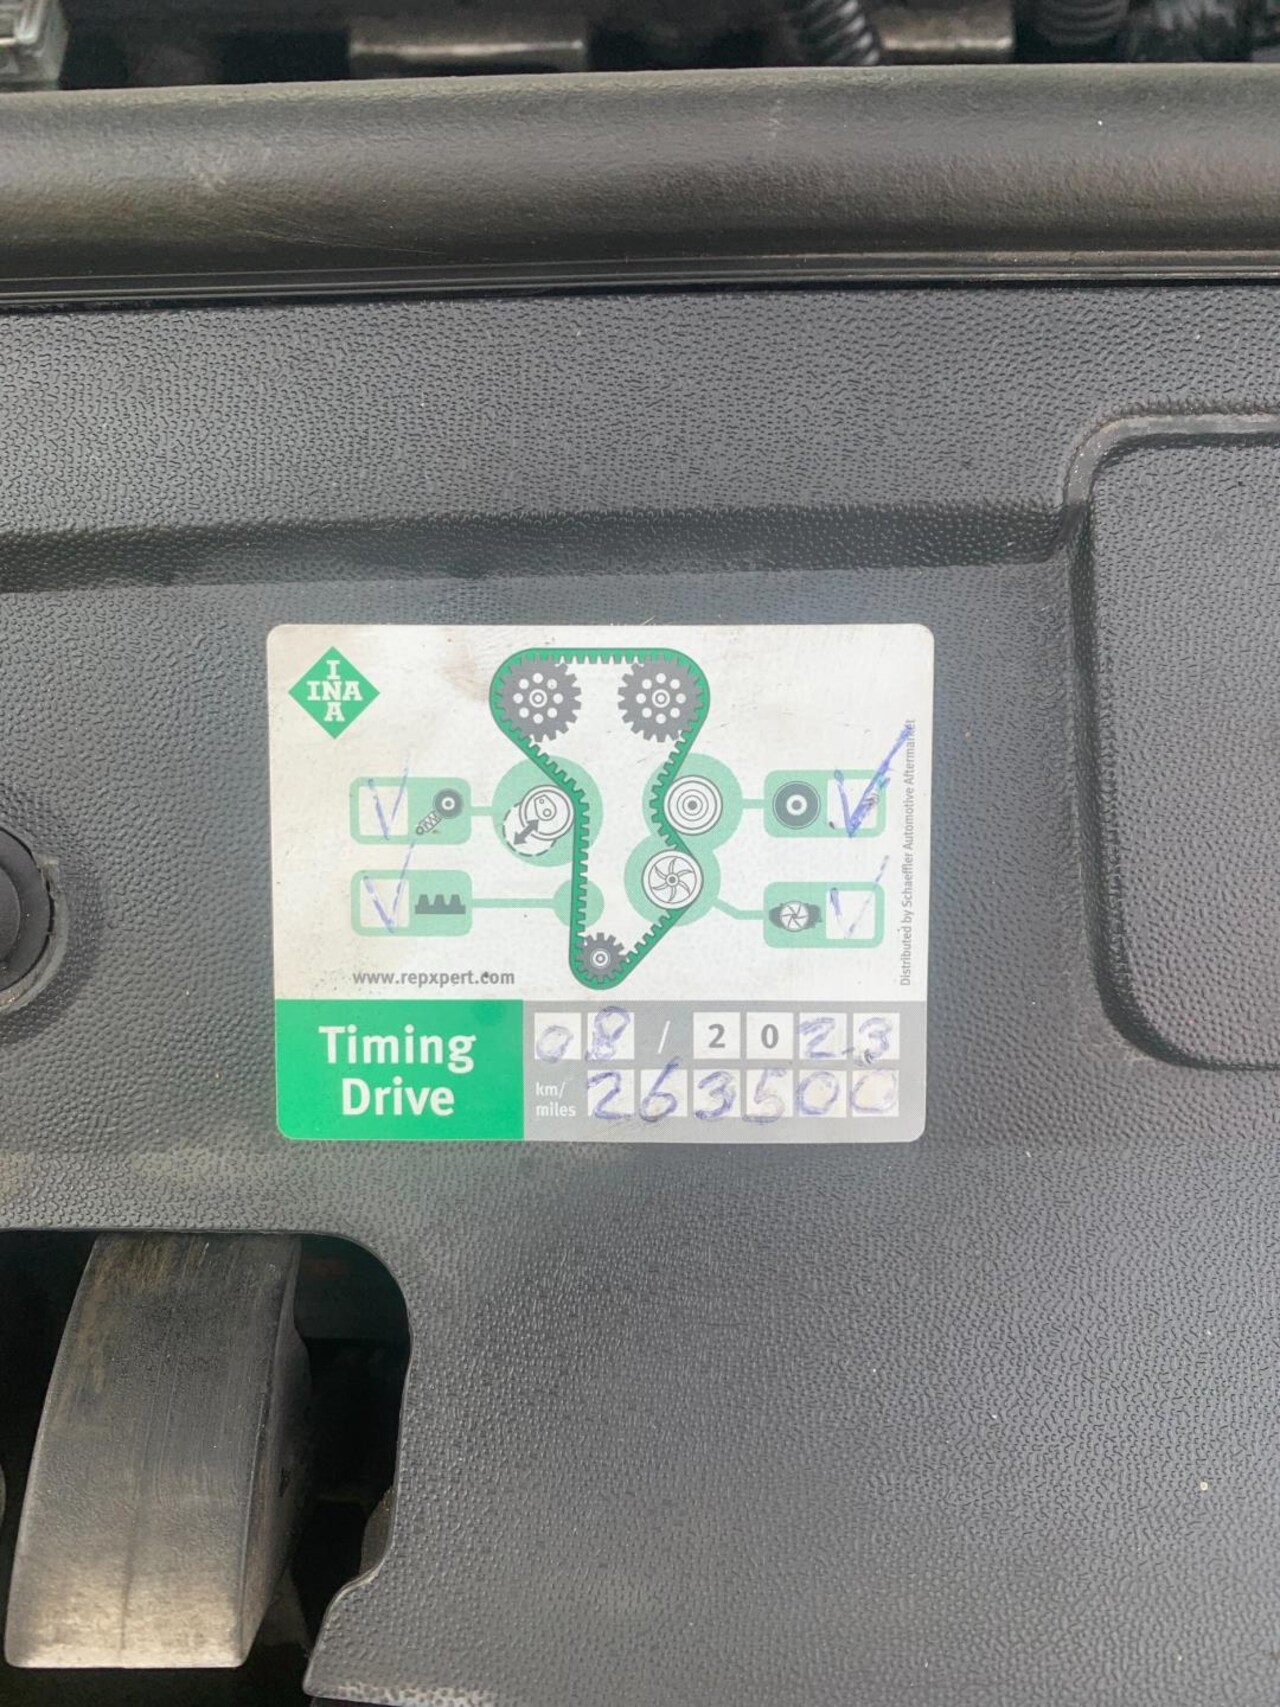 I
INA
A
www.repxpert.com
Distributed by Schaeffler Automotive Aftermarket
Timing
Drive
08 / 2023
km/
miles
263500